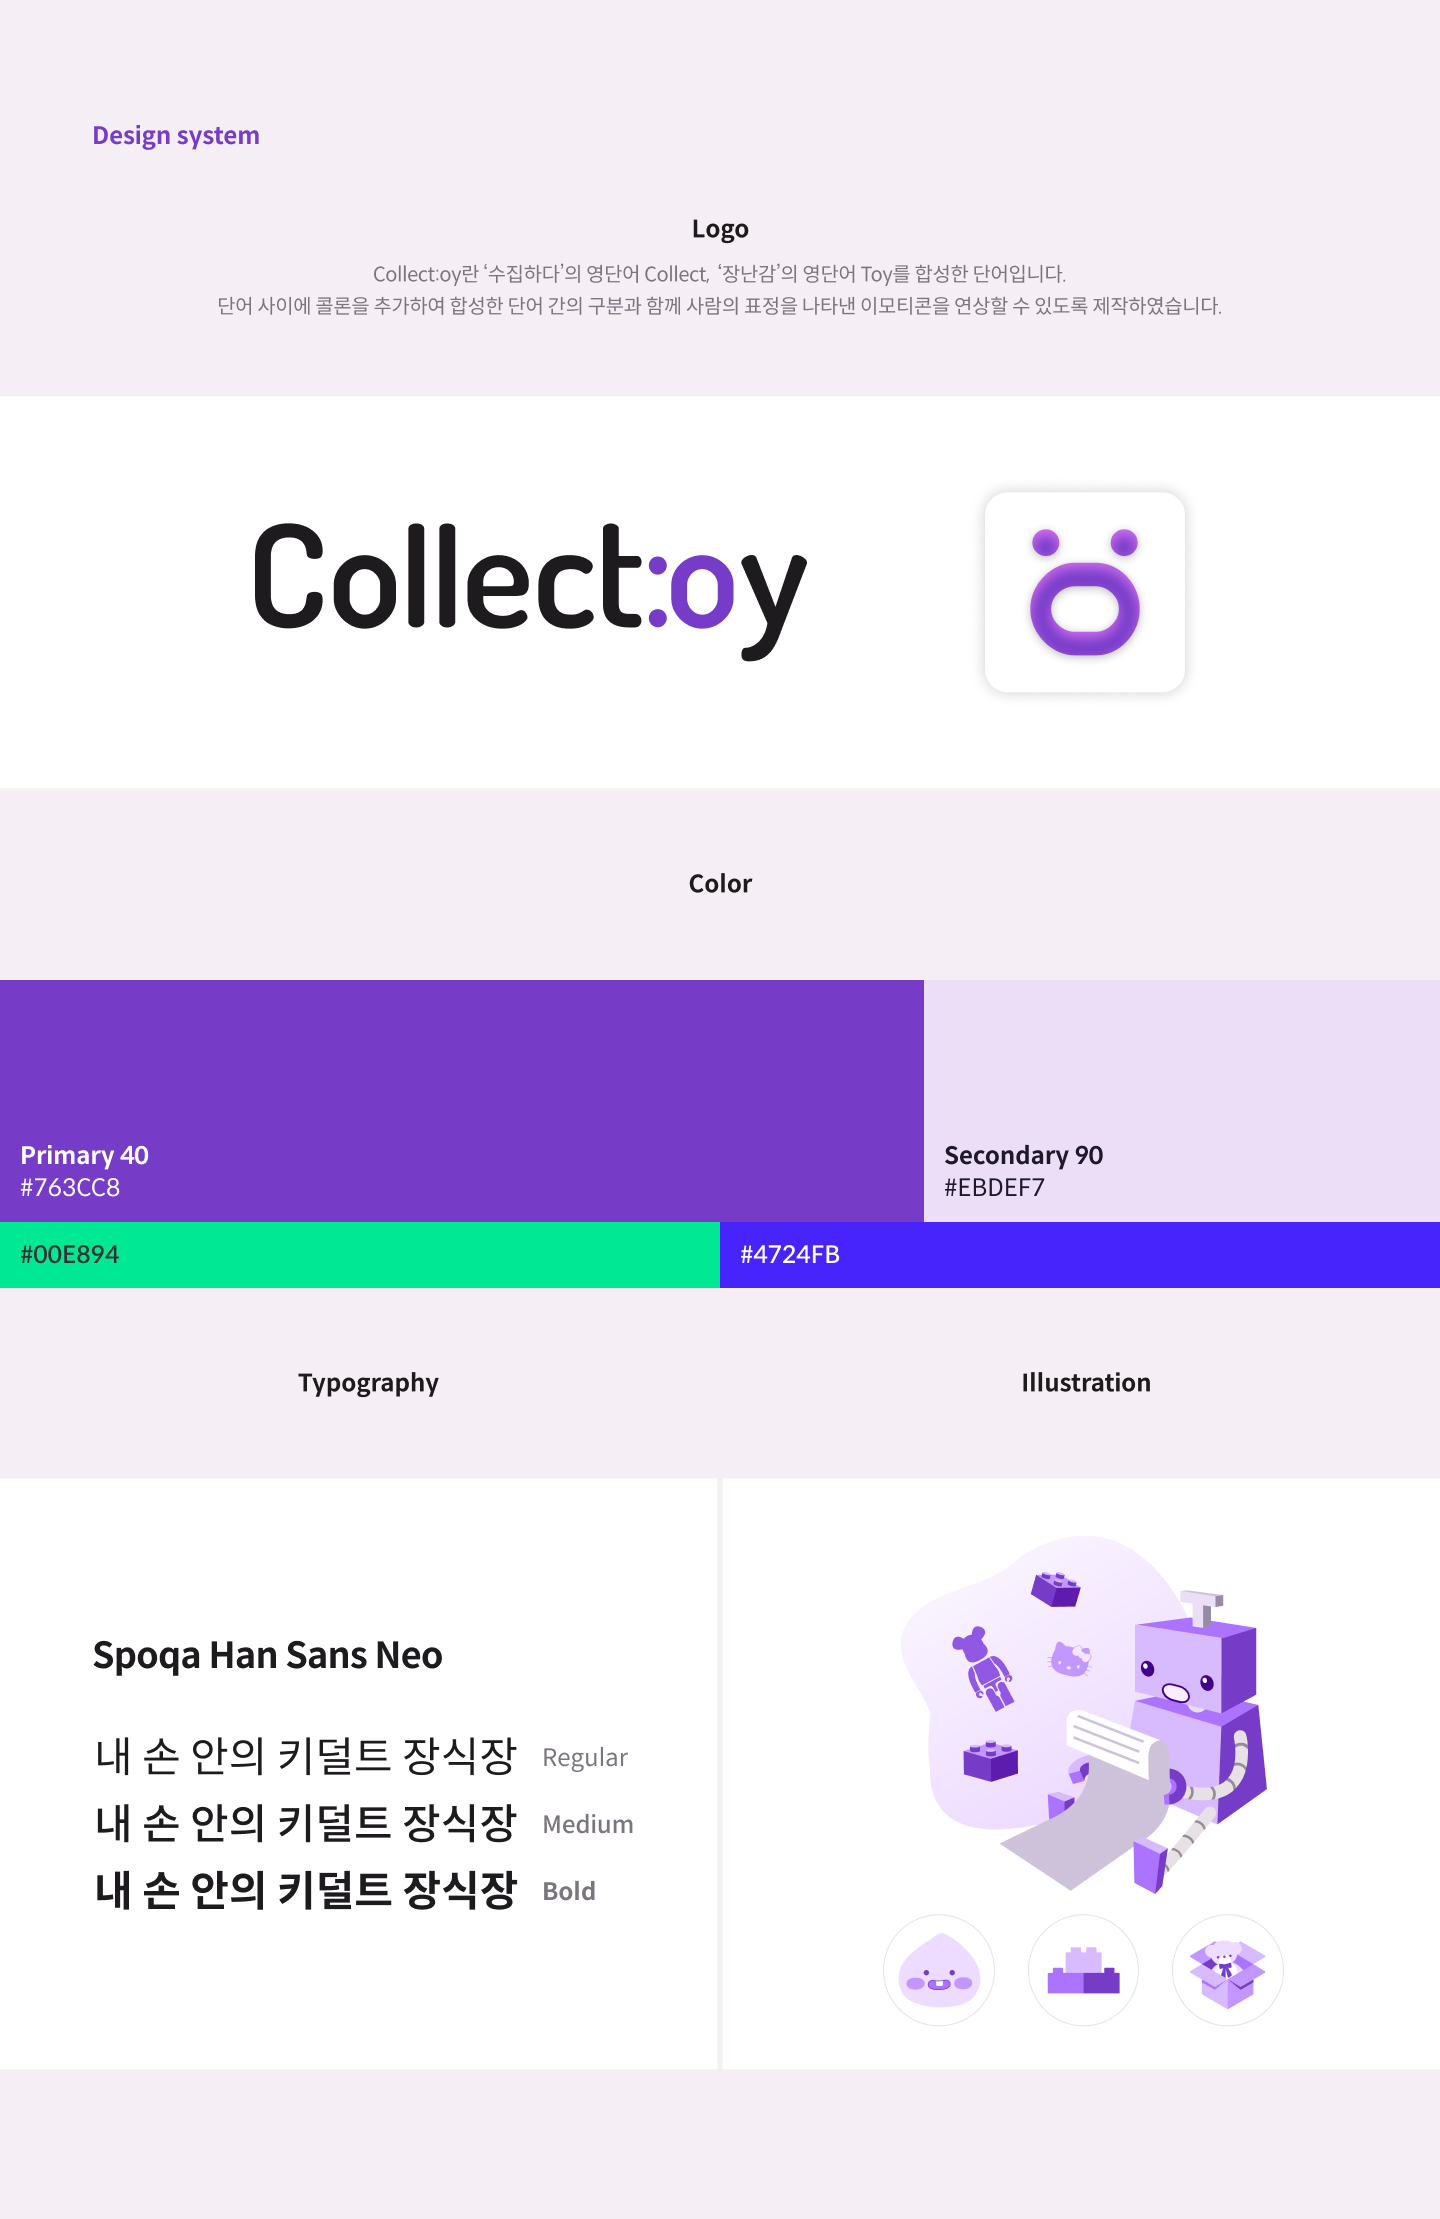 Design system
Logo
Collect:oy란 ‘수집하다’의 영단어 Collect, ‘장난감’의 영단어 Toy를 합성한 단어입니다.
단어 사이에 콜론을 추가하여 합성한 단어 간의 구분과 함께 사람의 표정을 나타낸 이모티콘을 연상할 수 있도록 제작하였습니다.
Collect:oy
Color
Primary 40
#763CC8
Secondary 90
#EBDEF7
#00E894
#4724FB
Typography
Illustration
Spoqa Han Sans Neo
내 손 안의 키덜트 장식장 Regular
내 손 안의 키덜트 장식장 Medium
내 손 안의 키덜트 장식장 Bold